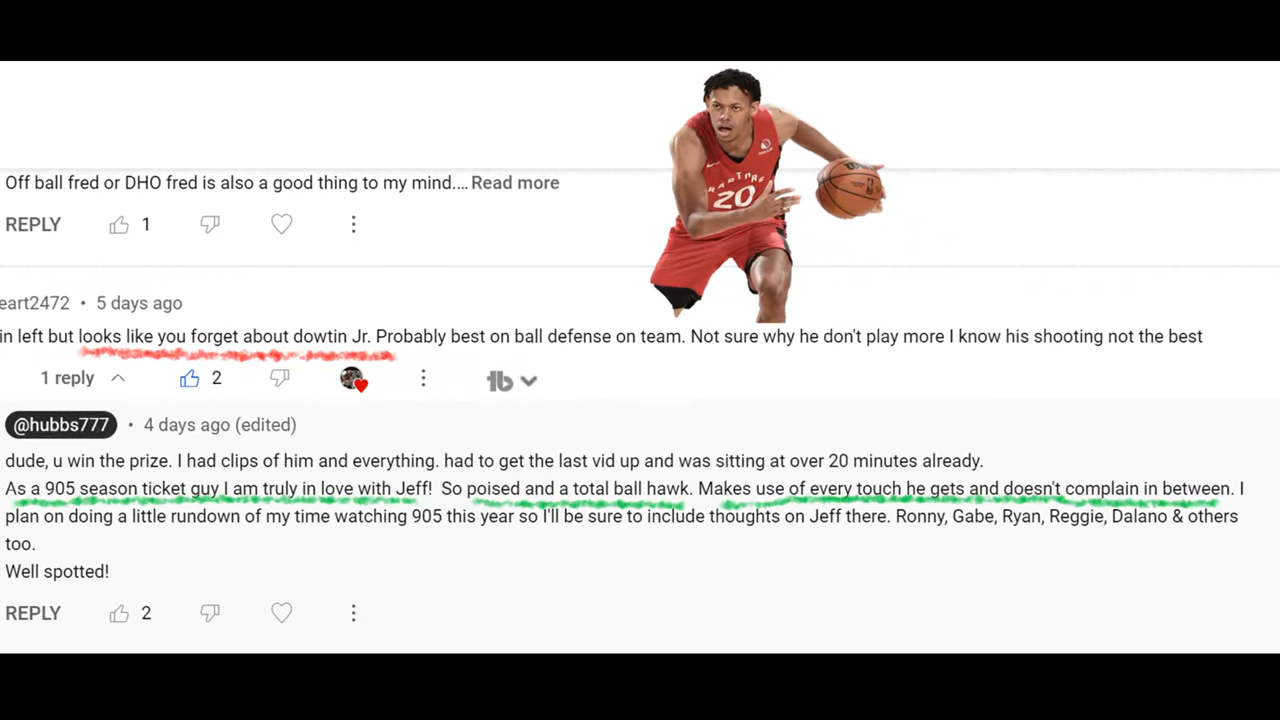 Off ball fred or DHO fred is also a good thing to my mind.... Read more
REPLY 1
RAPTORS
20
eart2472 • 5 days ago
in left but looks like you forget about dowtin Jr. Probably best on ball defense on team. Not sure why he don't play more I know his shooting not the best
1 reply 2 tb
@hubbs777 • 4 days ago (edited)
dude, u win the prize. I had clips of him and everything. had to get the last vid up and was sitting at over 20 minutes already.
As a 905 season ticket guy I am truly in love with Jeff! So poised and a total ball hawk. Makes use of every touch he gets and doesn't complain in between. I
plan on doing a little rundown of my time watching 905 this year so I'll be sure to include thoughts on Jeff there. Ronny, Gabe, Ryan, Reggie, Dalano & others
too.
Well spotted!
REPLY 2